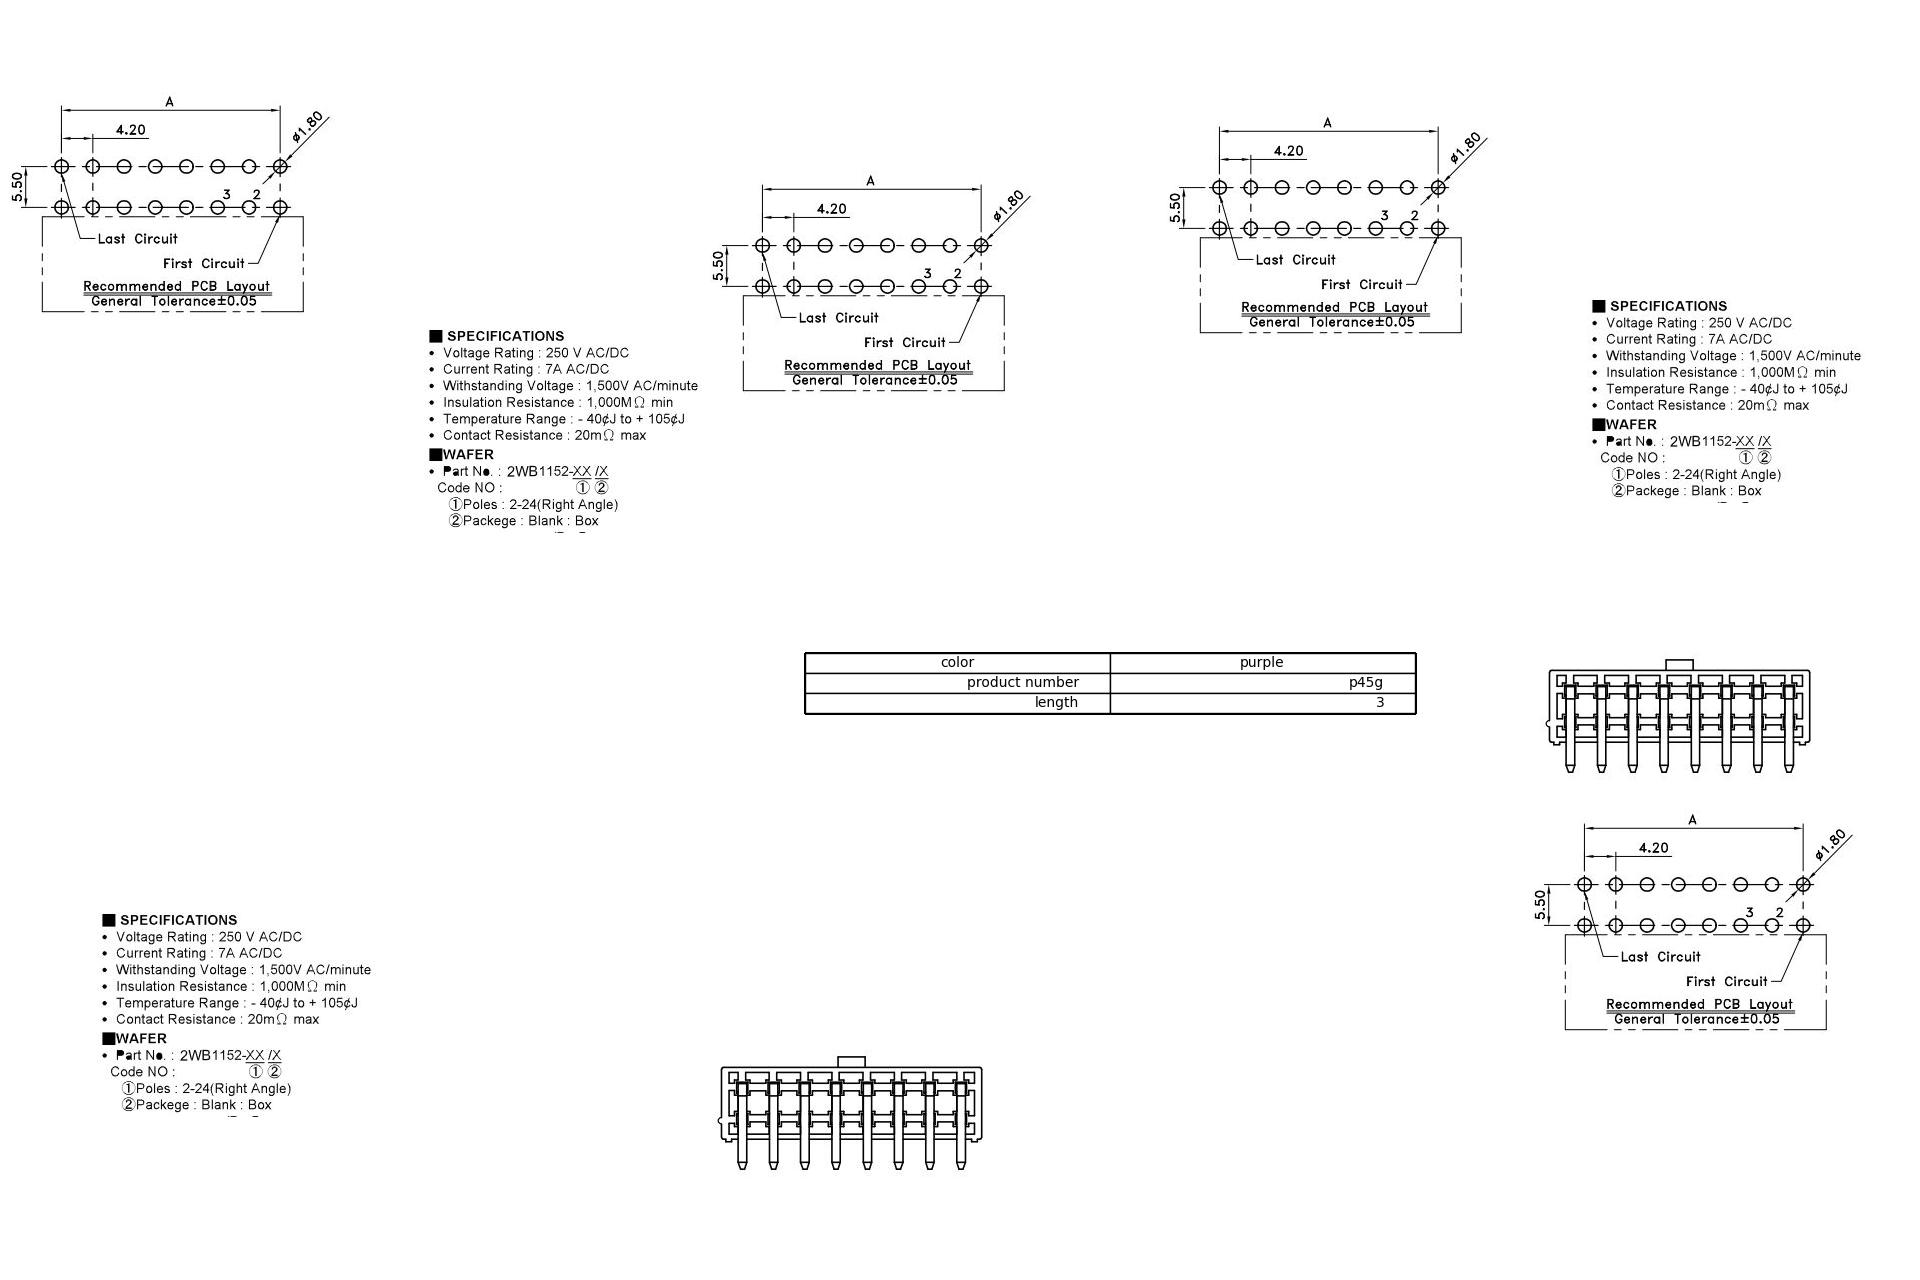 A
4.20
ø1.80
5.50
3 2
Last Circuit
First Circuit
Recommended PCB Layout
General Tolerance±0.05
A
4.20
ø1.80
5.50
3 2
Last Circuit
First Circuit
Recommended PCB Layout
General Tolerance±0.05
A
4.20
ø1.80
5.50
3 2
Last Circuit
First Circuit
Recommended PCB Layout
General Tolerance±0.05
■ SPECIFICATIONS
• Voltage Rating : 250 V AC/DC
• Current Rating : 7A AC/DC
• Withstanding Voltage : 1,500V AC/minute
• Insulation Resistance : 1,000MΩ min
• Temperature Range : - 40¢J to + 105¢J
• Contact Resistance : 20mΩ max
■WAFER
• Part No. : 2WB1152-XX /X
Code NO : ① ②
①Poles : 2-24(Right Angle)
②Packege : Blank : Box
■ SPECIFICATIONS
• Voltage Rating : 250 V AC/DC
• Current Rating : 7A AC/DC
• Withstanding Voltage : 1,500V AC/minute
• Insulation Resistance : 1,000MΩ min
• Temperature Range : - 40¢J to + 105¢J
• Contact Resistance : 20mΩ max
■WAFER
• Part No. : 2WB1152-XX /X
Code NO : ① ②
①Poles : 2-24(Right Angle)
②Packege : Blank : Box
color purple
product number p45g
length 3
A
4.20
ø1.80
5.50
3 2
Last Circuit
First Circuit
Recommended PCB Layout
General Tolerance±0.05
■ SPECIFICATIONS
• Voltage Rating : 250 V AC/DC
• Current Rating : 7A AC/DC
• Withstanding Voltage : 1,500V AC/minute
• Insulation Resistance : 1,000MΩ min
• Temperature Range : - 40¢J to + 105¢J
• Contact Resistance : 20mΩ max
■WAFER
• Part No. : 2WB1152-XX /X
Code NO : ① ②
①Poles : 2-24(Right Angle)
②Packege : Blank : Box